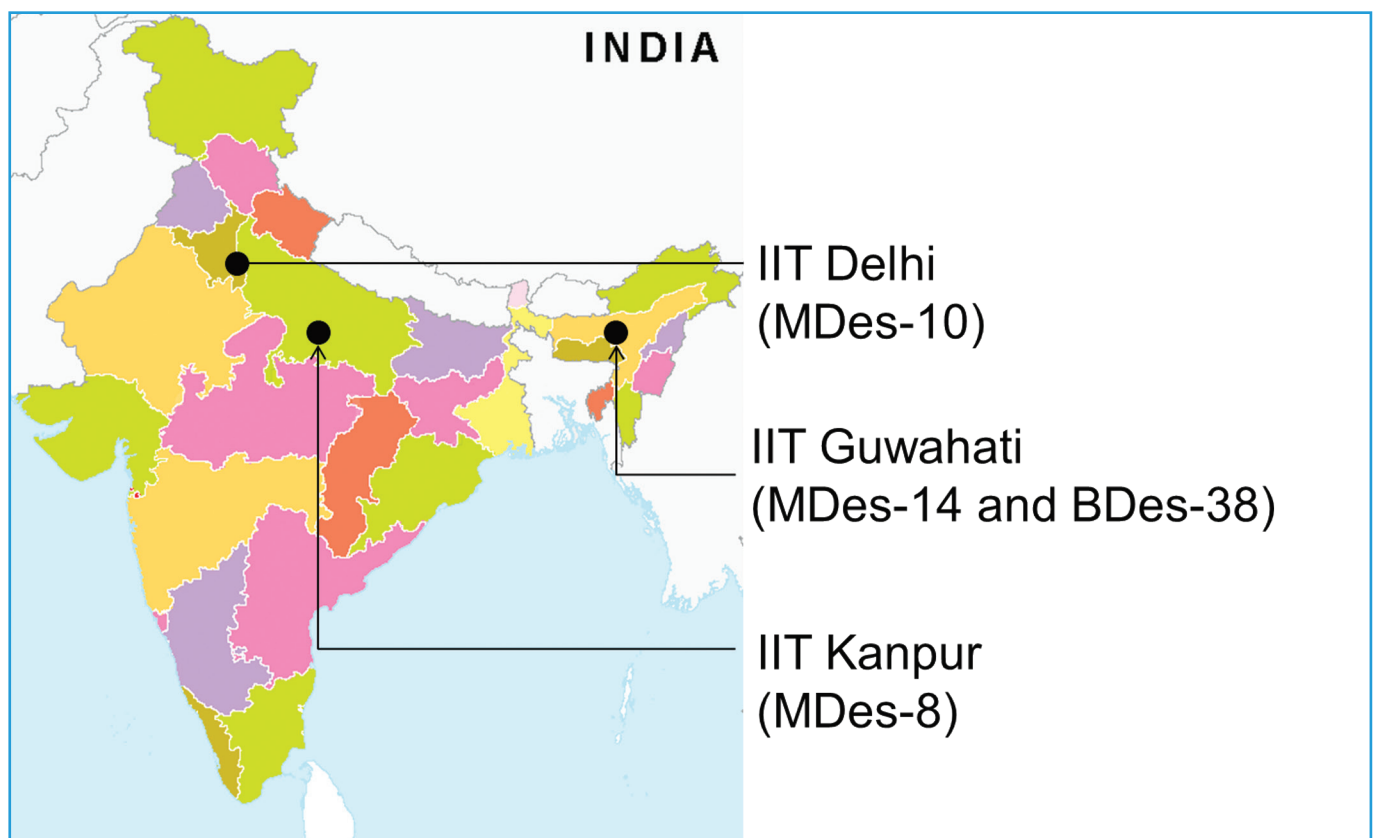 INDIA
IIT Delhi
(MDes-10)
IIT Guwahati
(MDes-14 and BDes-38)
IIT Kanpur
(MDes-8)